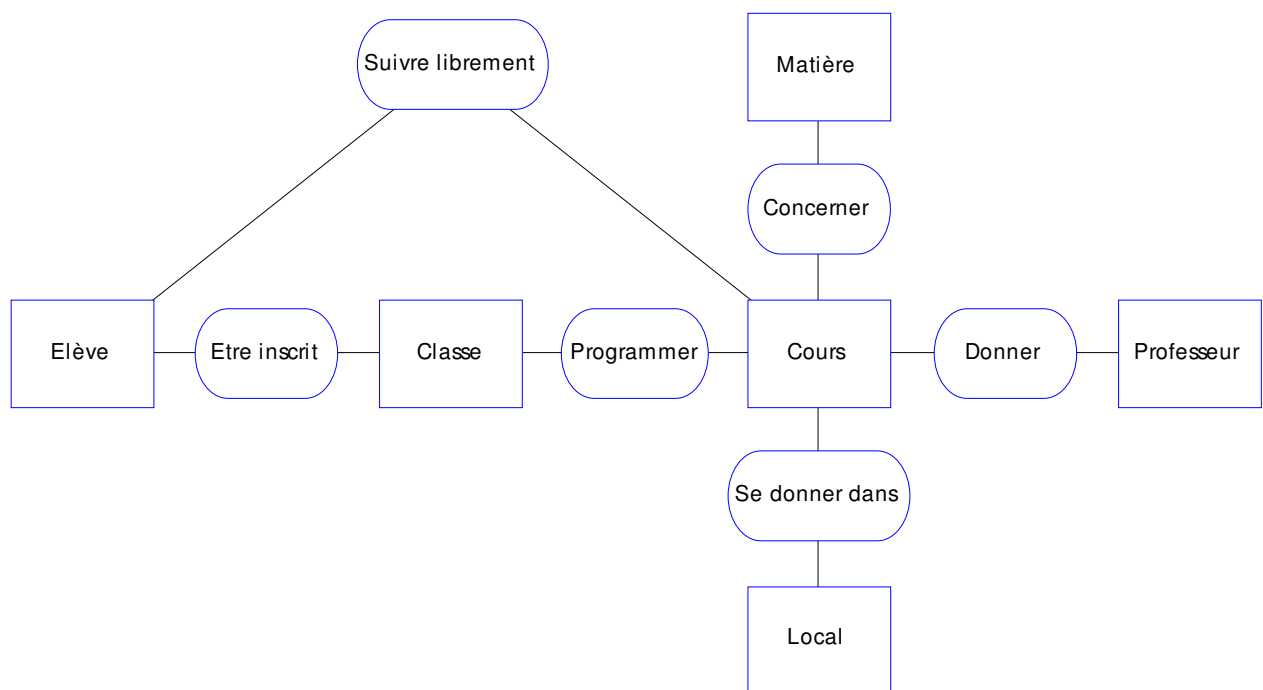 Suivre librement
Matière
Concerner
Elève
Etre inscrit
Classe
Programmer
Cours
Donner
Professeur
Se donner dans
Local